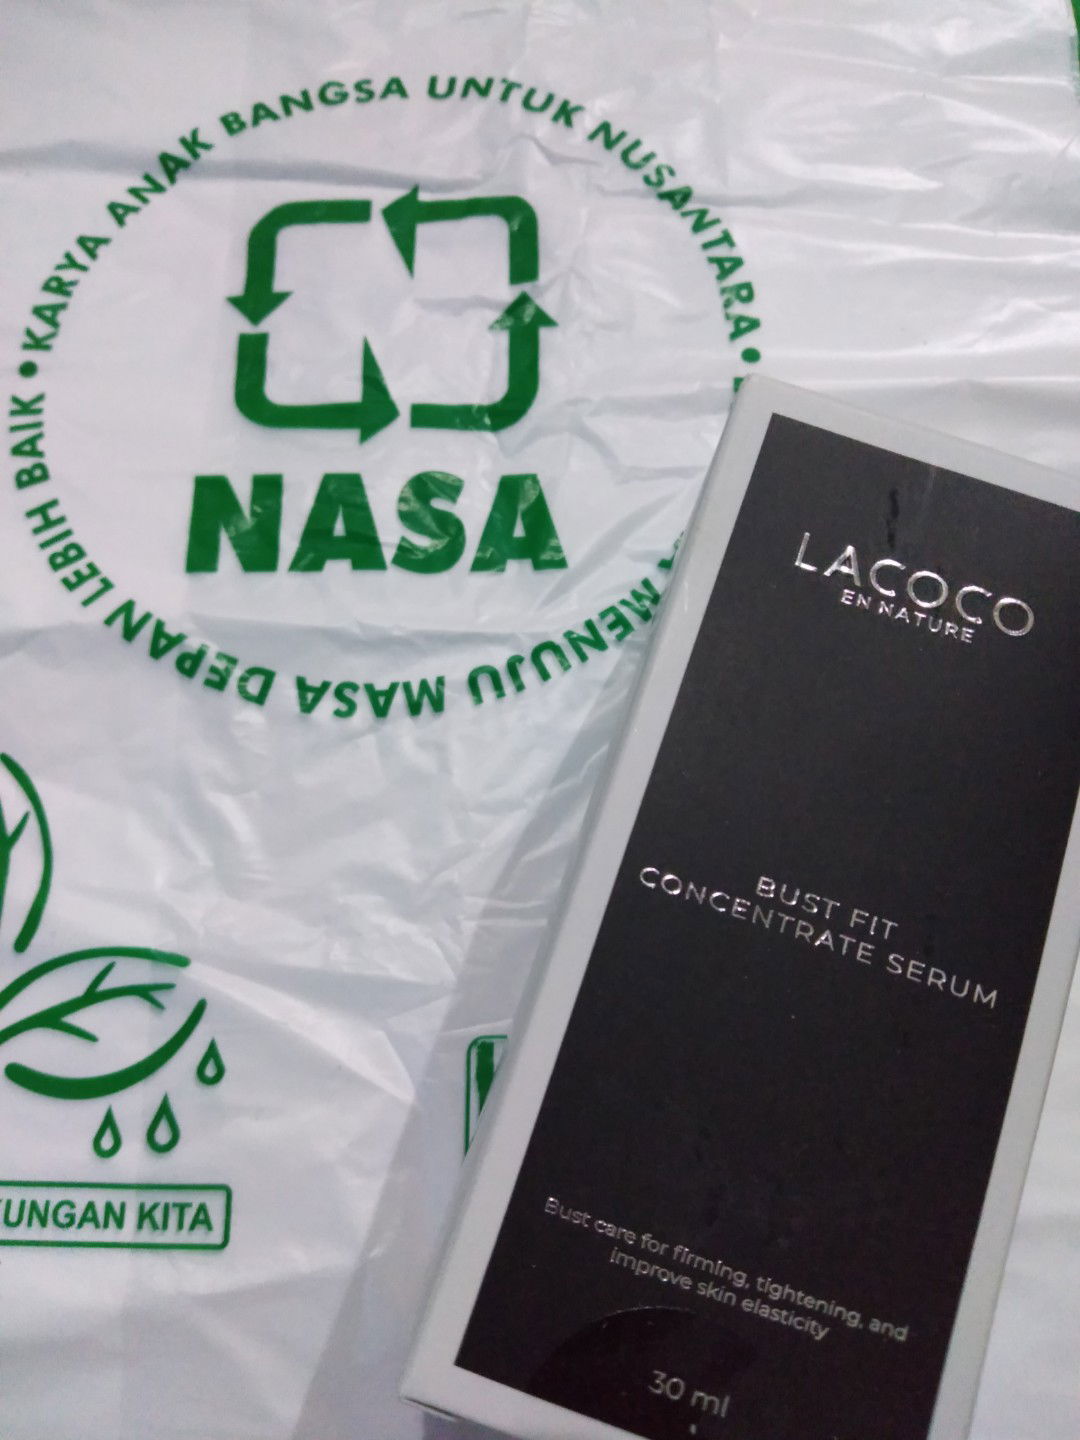 • KARYA ANAK BANGSA UNTUK NUSANTARA •
MENUJU MASA DEPAN LEBIH BAIK
NASA
KITA
LACOCO
EN NATURE
BUST FIT
CONCENTRATE SERUM
Bust care for firming, tightening, and
improve skin elasticity
30 ml